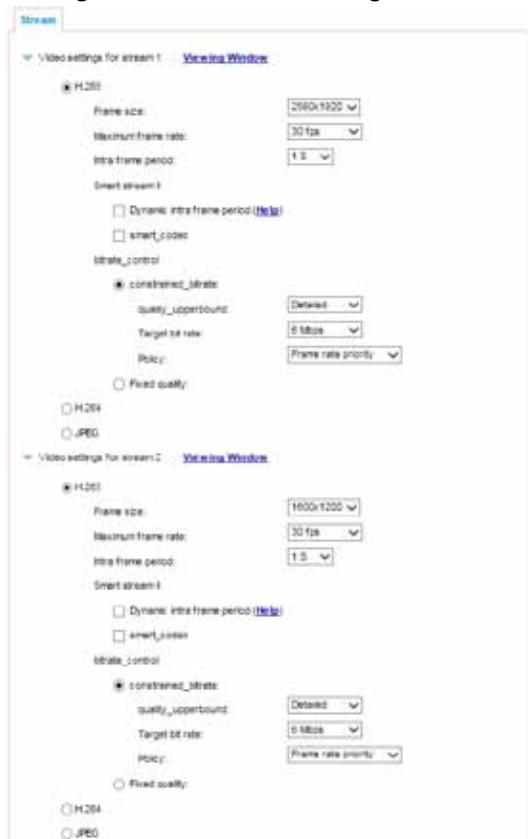 Stream
Video settings for stream 1 Viewing Window
H.265
Frame size: 2560x1920
Maximum frame rate: 30 fps
Intra frame period: 1 S
Smart stream II
Dynamic intra frame period (Help)
smart_codec
bitrate_control
constrained_bitrate:
quality_upperbound: Detailed
Target bit rate: 6 Mbps
Policy: Frame rate priority
Fixed quality:
H.264
JPEG
Video settings for stream 2 Viewing Window
H.265
Frame size: 1600x1200
Maximum frame rate: 30 fps
Intra frame period: 1 S
Smart stream II
Dynamic intra frame period (Help)
smart_codec
bitrate_control
constrained_bitrate:
quality_upperbound: Detailed
Target bit rate: 6 Mbps
Policy: Frame rate priority
Fixed quality:
H.264
JPEG